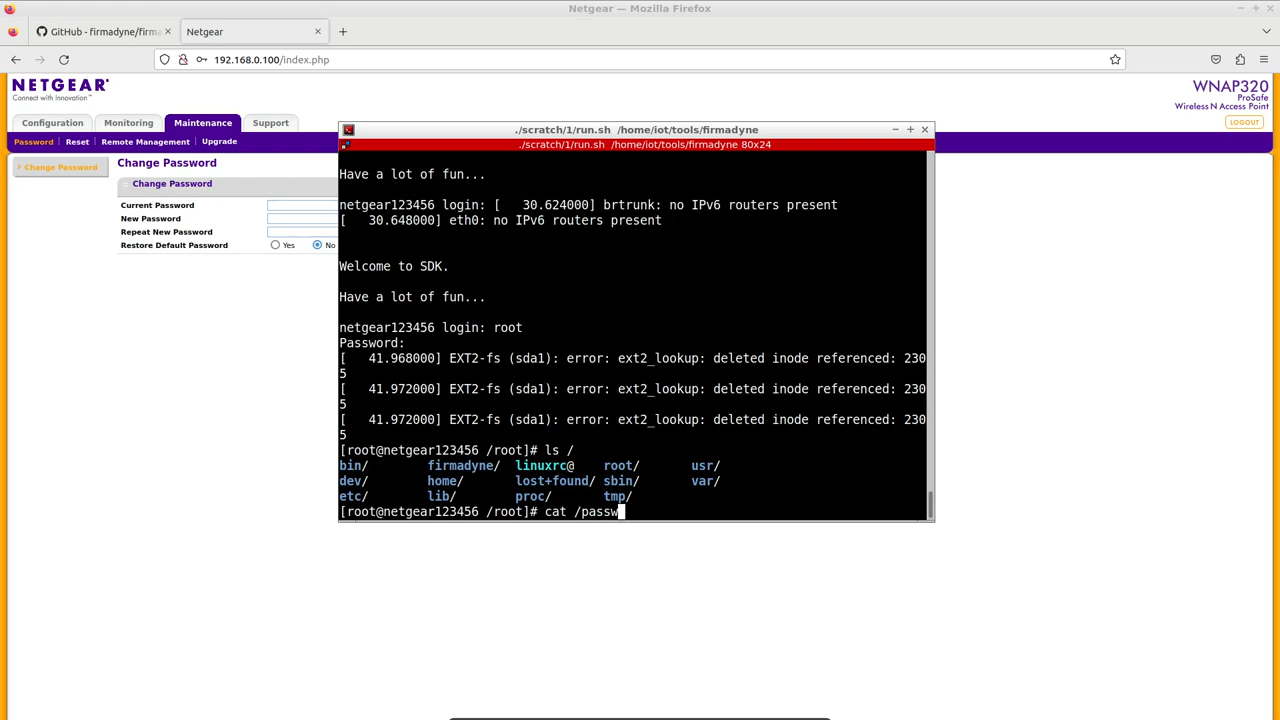 Netgear — Mozilla Firefox
GitHub - firmadyne/firma
Netgear
192.168.0.100/index.php
NETGEAR
Connect with Innovation™
WNAP320
ProSafe
Wireless N Access Point
Configuration
Monitoring
Maintenance
Support
LOGOUT
Password
Reset
Remote Management
Upgrade
Change Password
Change Password
Change Password
Current Password
New Password
Repeat New Password
Restore Default Password Yes No
./scratch/1/run.sh /home/iot/tools/firmadyne
./scratch/1/run.sh /home/iot/tools/firmadyne 80x24
Have a lot of fun...
netgear123456 login: [   30.624000] brtrunk: no IPv6 routers present
[   30.648000] eth0: no IPv6 routers present
Welcome to SDK.
Have a lot of fun...
netgear123456 login: root
Password:
[   41.968000] EXT2-fs (sda1): error: ext2_lookup: deleted inode referenced: 230
5
[   41.972000] EXT2-fs (sda1): error: ext2_lookup: deleted inode referenced: 230
5
[   41.972000] EXT2-fs (sda1): error: ext2_lookup: deleted inode referenced: 230
5
[root@netgear123456 /root]# ls /
bin/        firmadyne/  linuxrc@    root/       usr/
dev/        home/       lost+found/ sbin/       var/
etc/        lib/        proc/       tmp/
[root@netgear123456 /root]# cat /passw